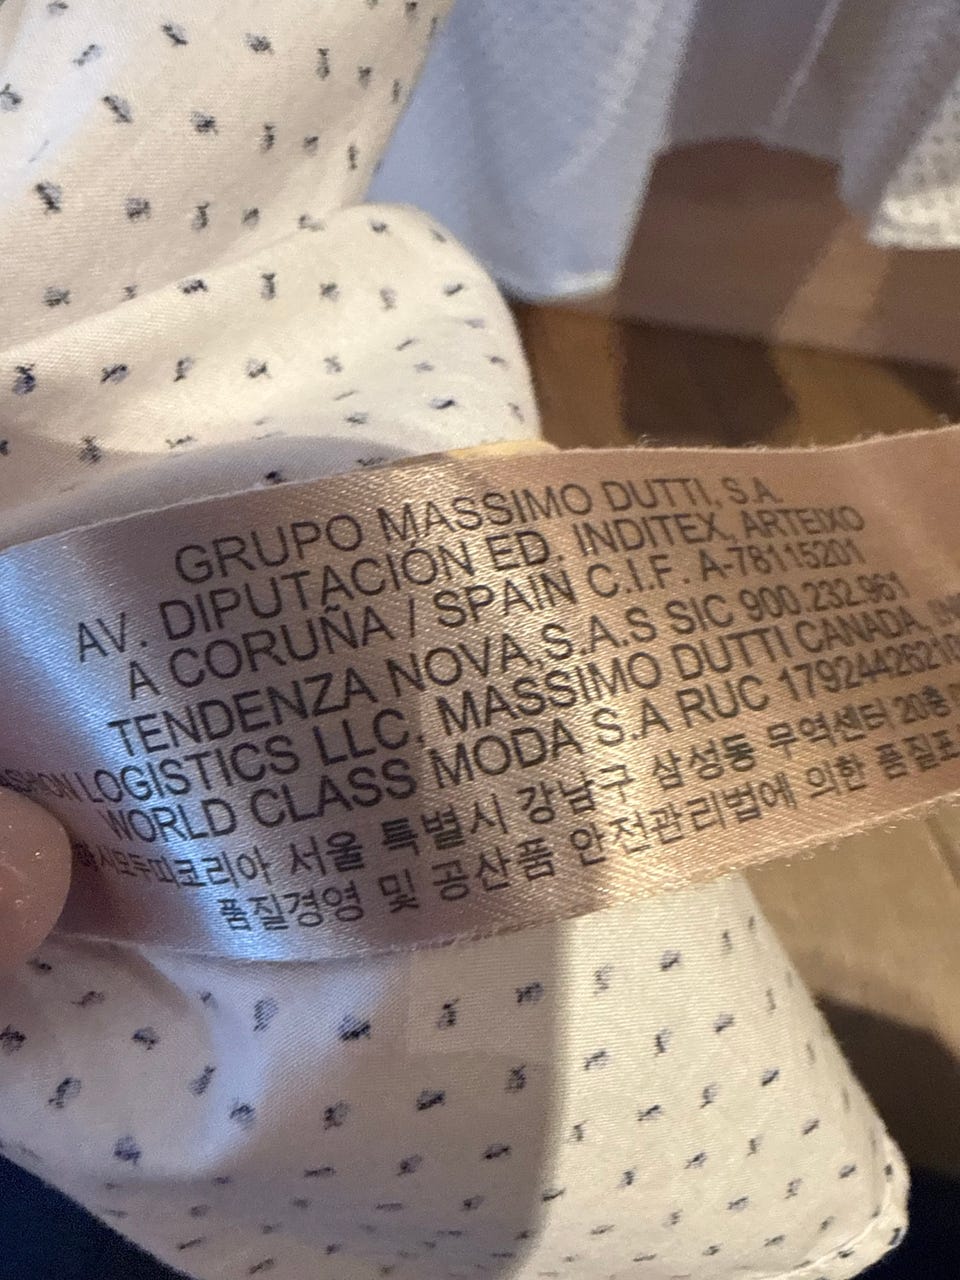 GRUPO MASSIMO DUTTI, S.A.
AV. DIPUTACIÓN ED. INDITEX, ARTEIXO
A CORUÑA / SPAIN C.I.F. A-78115201
TENDENZA NOVA,S.A.S SIC 900.232.961
LOGISTICS LLC. MASSIMO DUTTI CANADA,
WORLD CLASS MODA S.A RUC
서울 특별시 강남구 삼성동 무역센터 20층
품질경영 및 공산품 안전관리법에 의한